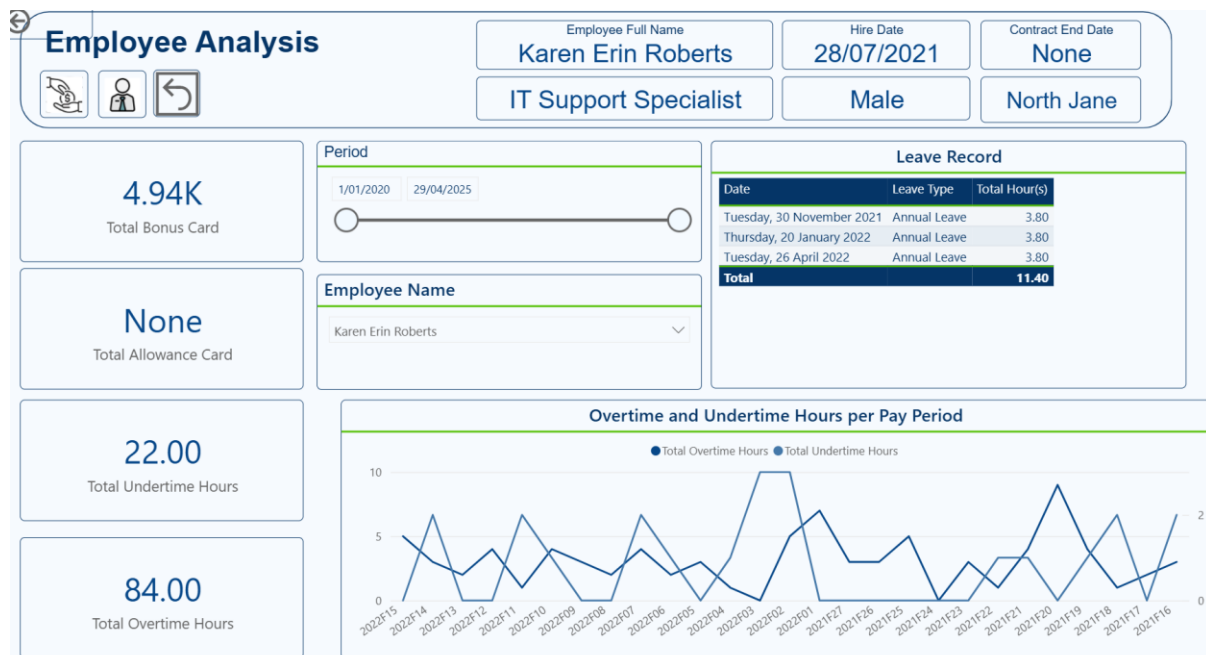 Employee Analysis
Employee Full Name
Karen Erin Roberts
Hire Date
28/07/2021
Contract End Date
None
IT Support Specialist
Male
North Jane
4.94K
Total Bonus Card
None
Total Allowance Card
22.00
Total Undertime Hours
84.00
Total Overtime Hours
Period
1/01/2020 29/04/2025
Employee Name
Karen Erin Roberts
Leave Record
Date Leave Type Total Hour(s)
Tuesday, 30 November 2021 Annual Leave 3.80
Thursday, 20 January 2022 Annual Leave 3.80
Tuesday, 26 April 2022 Annual Leave 3.80
Total 11.40
Overtime and Undertime Hours per Pay Period
Total Overtime Hours Total Undertime Hours
10
5 2
0 0
2022F15 2022F14 2022F13 2022F12 2022F11 2022F10 2022F09 2022F08 2022F07 2022F06 2022F05 2022F04 2022F03 2022F02 2022F01 2021F27 2021F26 2021F25 2021F24 2021F23 2021F22 2021F21 2021F20 2021F19 2021F18 2021F17 2021F16